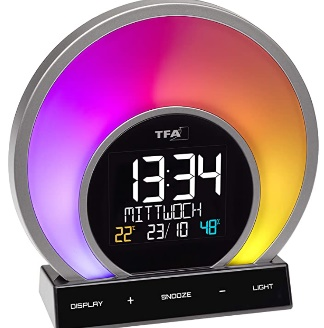 TFA
13:34
MITTWOCH
22°C 23/10 48%
DISPLAY + SNOOZE - LIGHT